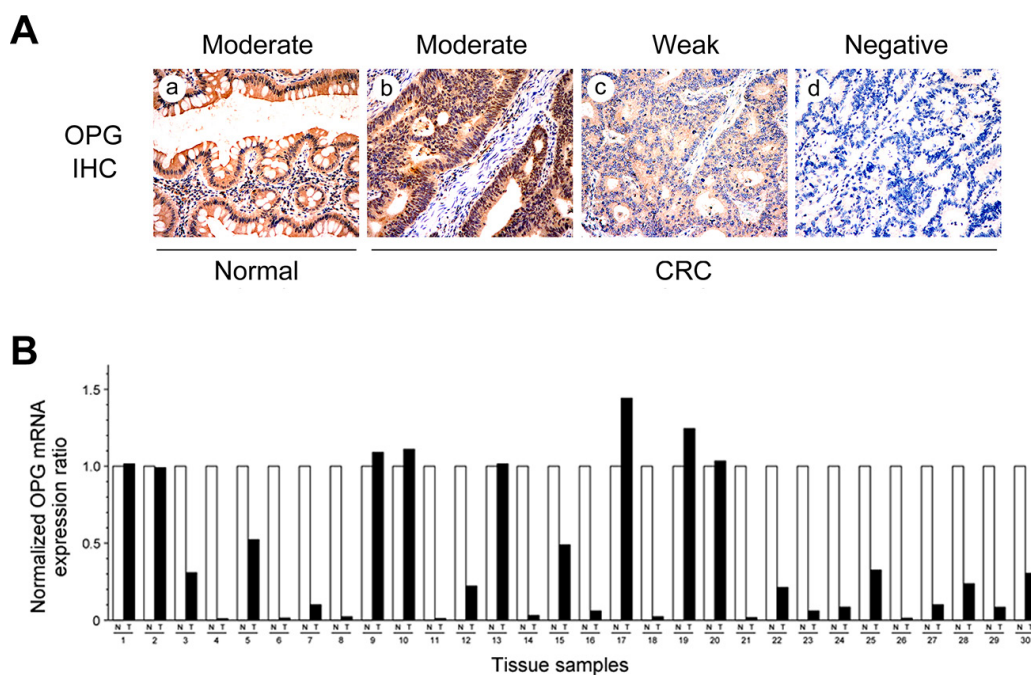 A
Moderate Moderate Weak Negative
a b c d
OPG
IHC
Normal CRC
B
Normalized OPG mRNA
expression ratio
1.5
1.0
0.5
0
N T N T N T N T N T N T N T N T N T N T N T N T N T N T N T N T N T N T N T N T N T N T N T N T N T N T N T N T N T N T
1 2 3 4 5 6 7 8 9 10 11 12 13 14 15 16 17 18 19 20 21 22 23 24 25 26 27 28 29 30
Tissue samples